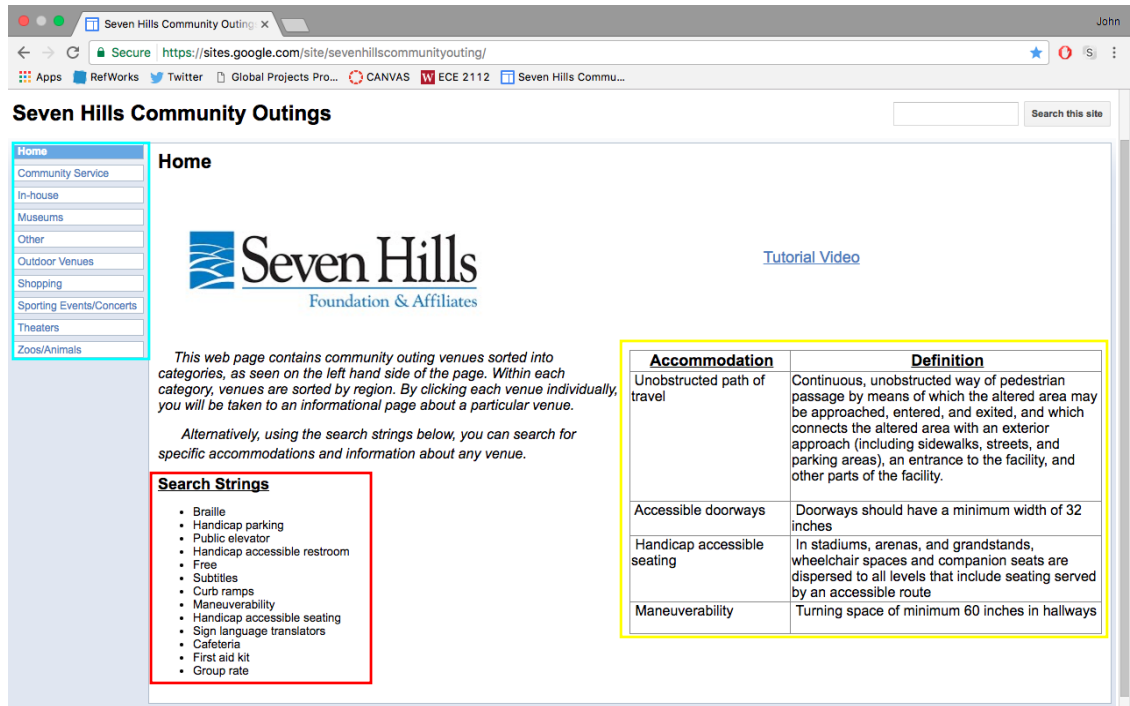 Seven Hills Community Outing
John
Secure https://sites.google.com/site/sevenhillscommunityouting/
S
Apps RefWorks Twitter Global Projects Pro... CANVAS W ECE 2112 Seven Hills Commu...
Seven Hills Community Outings
Search this site
Home
Community Service
In-house
Museums
Other
Outdoor Venues
Shopping
Sporting Events/Concerts
Theaters
Zoos/Animals
Home
Seven Hills
Foundation & Affiliates
Tutorial Video
This web page contains community outing venues sorted into
categories, as seen on the left hand side of the page. Within each
category, venues are sorted by region. By clicking each venue individually,
you will be taken to an informational page about a particular venue.
Alternatively, using the search strings below, you can search for
specific accommodations and information about any venue.
Search Strings
• Braille
• Handicap parking
• Public elevator
• Handicap accessible restroom
• Free
• Subtitles
• Curb ramps
• Maneuverability
• Handicap accessible seating
• Sign language translators
• Cafeteria
• First aid kit
• Group rate
Accommodation Definition
Unobstructed path of
travel
Continuous, unobstructed way of pedestrian
passage by means of which the altered area may
be approached, entered, and exited, and which
connects the altered area with an exterior
approach (including sidewalks, streets, and
parking areas), an entrance to the facility, and
other parts of the facility.
Accessible doorways
Doorways should have a minimum width of 32
inches
Handicap accessible
seating
In stadiums, arenas, and grandstands,
wheelchair spaces and companion seats are
dispersed to all levels that include seating served
by an accessible route
Maneuverability
Turning space of minimum 60 inches in hallways